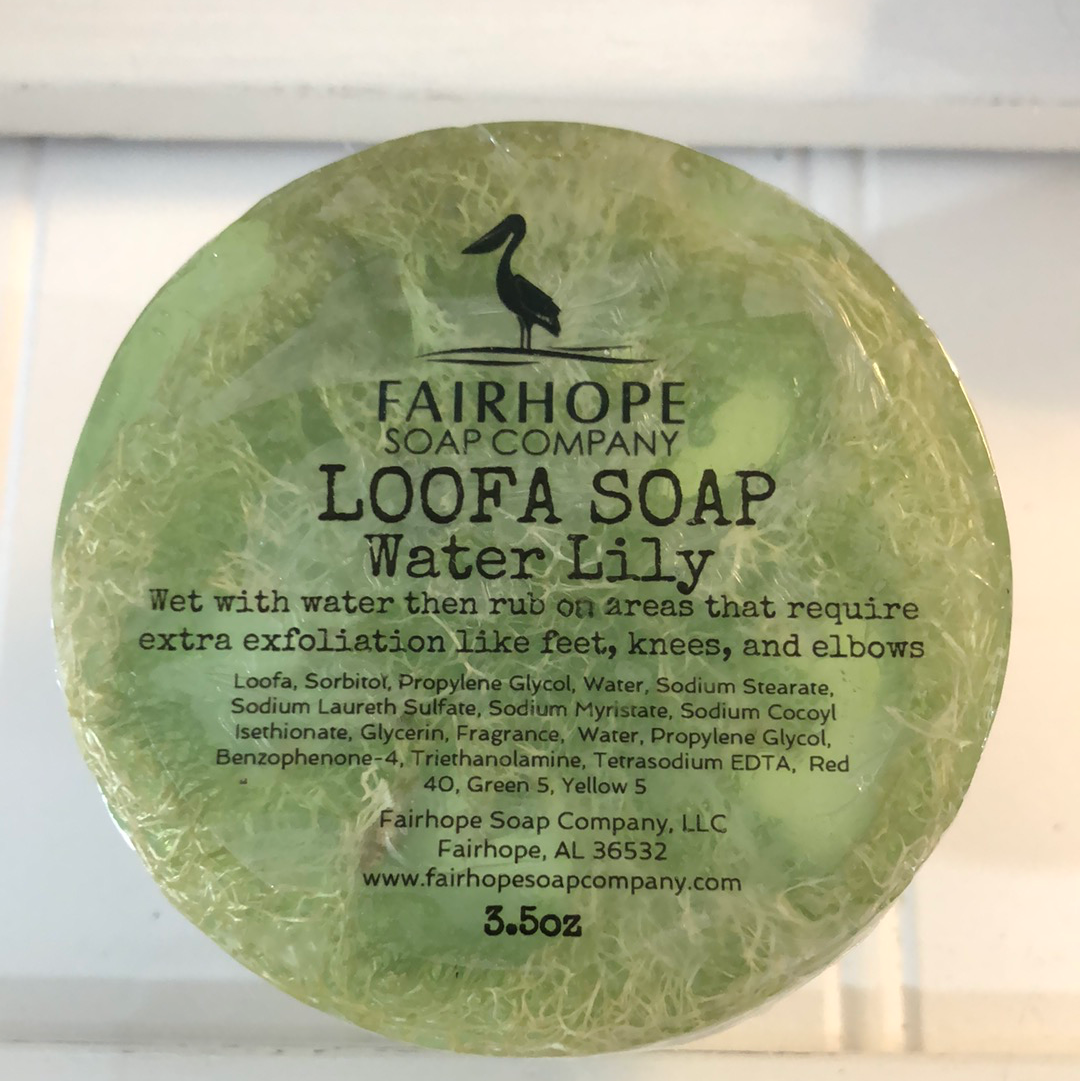 FAIRHOPE
SOAP COMPANY
LOOFA SOAP
Water Lily
Wet with water then rub on areas that require
extra exfoliation like feet, knees, and elbows
Loofa, Sorbitol, Propylene Glycol, Water, Sodium Stearate,
Sodium Laureth Sulfate, Sodium Myristate, Sodium Cocoyl
Isethionate, Glycerin, Fragrance, Water, Propylene Glycol,
Benzophenone-4, Triethanolamine, Tetrasodium EDTA, Red
40, Green 5, Yellow 5
Fairhope Soap Company, LLC
Fairhope, AL 36532
www.fairhopesoapcompany.com
3.5oz